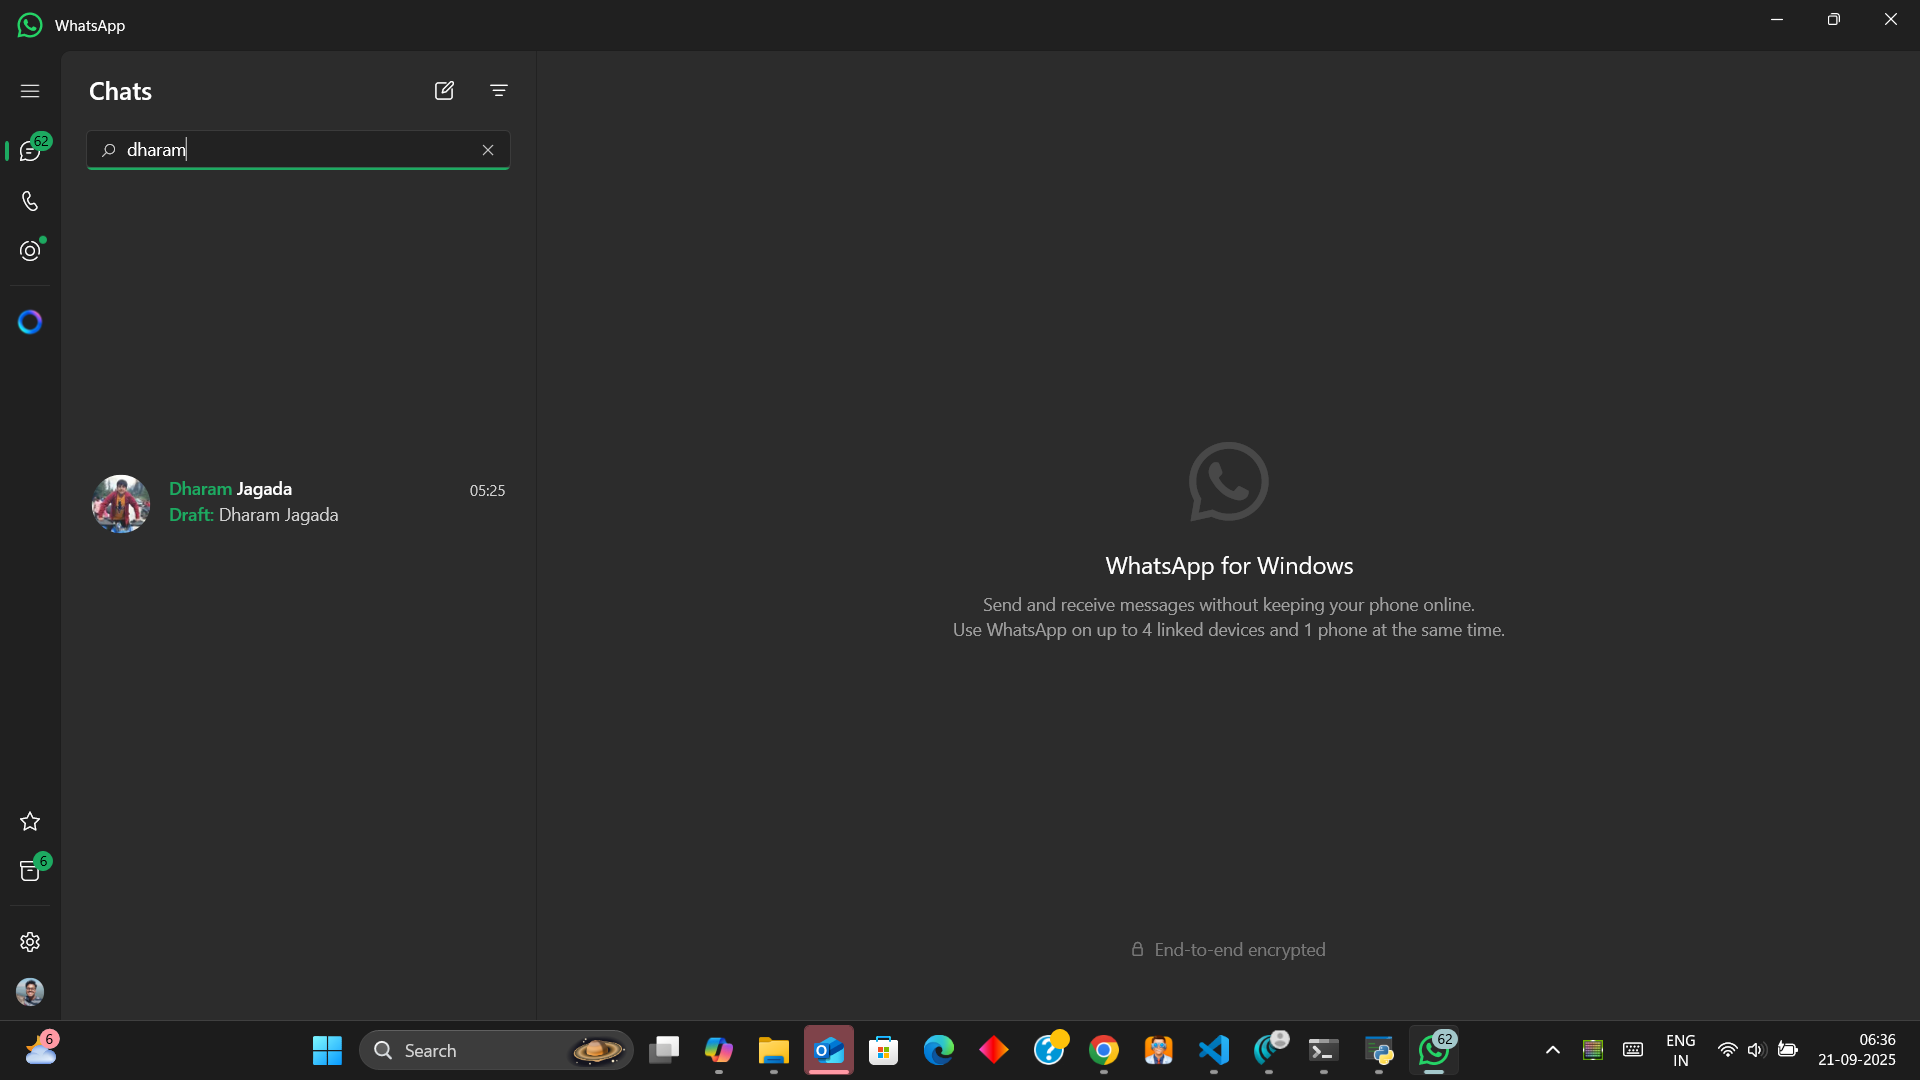 WhatsApp
Chats
62
dharam
Dharam Jagada
05:25
Draft: Dharam Jagada
WhatsApp for Windows
Send and receive messages without keeping your phone online.
Use WhatsApp on up to 4 linked devices and 1 phone at the same time.
6
End-to-end encrypted
6
Search
62
ENG
IN
06:36
21-09-2025